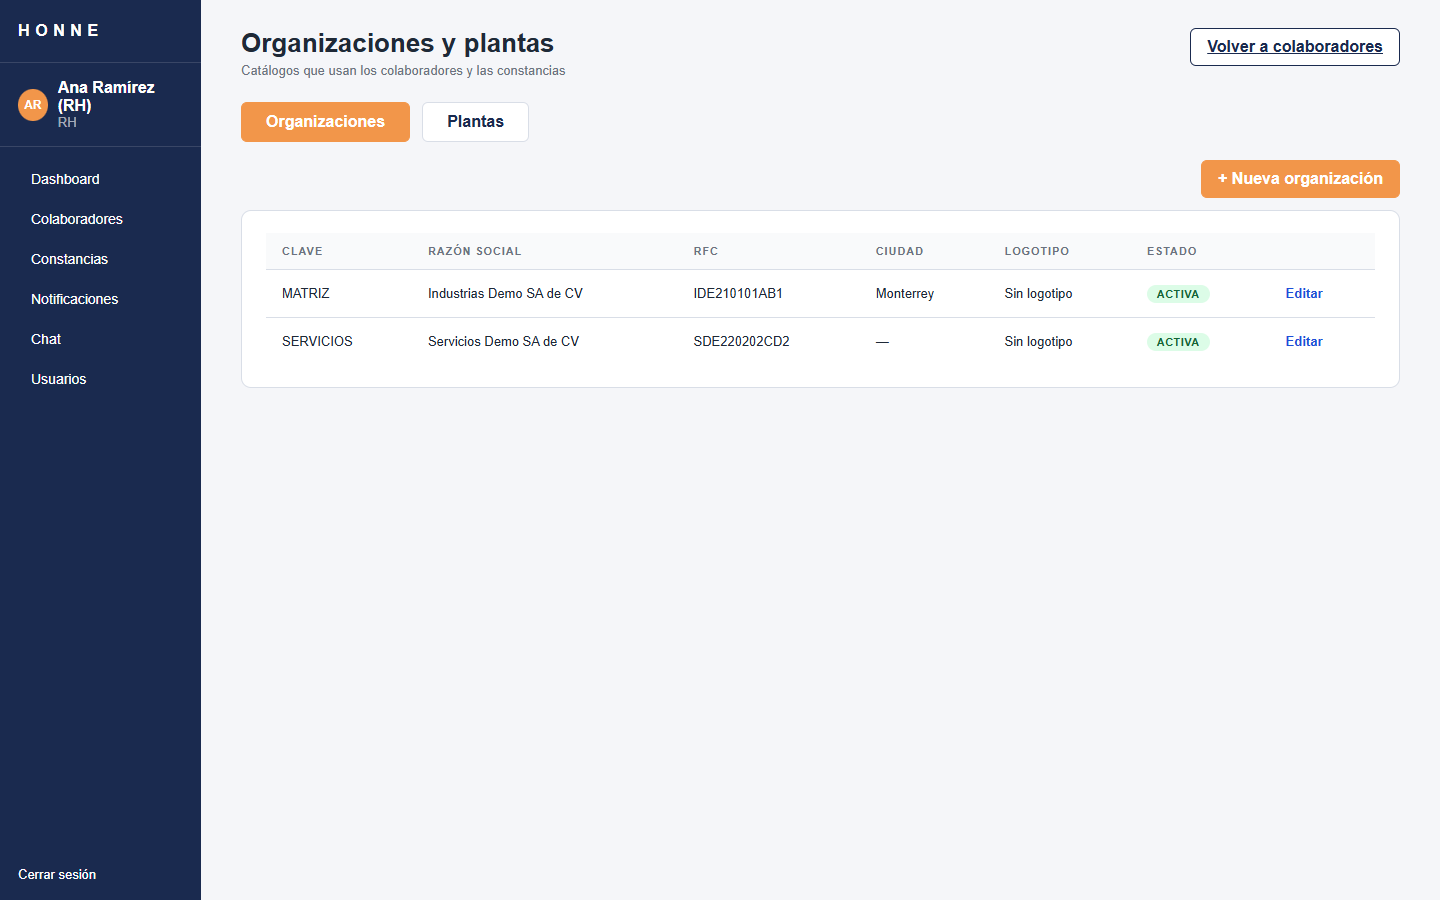 HONNE
AR
Ana Ramírez
(RH)
RH
Dashboard
Colaboradores
Constancias
Notificaciones
Chat
Usuarios
Cerrar sesión
Organizaciones y plantas
Catálogos que usan los colaboradores y las constancias
Volver a colaboradores
Organizaciones Plantas
+ Nueva organización
CLAVE RAZÓN SOCIAL RFC CIUDAD LOGOTIPO ESTADO
MATRIZ Industrias Demo SA de CV IDE210101AB1 Monterrey Sin logotipo ACTIVA Editar
SERVICIOS Servicios Demo SA de CV SDE220202CD2 — Sin logotipo ACTIVA Editar